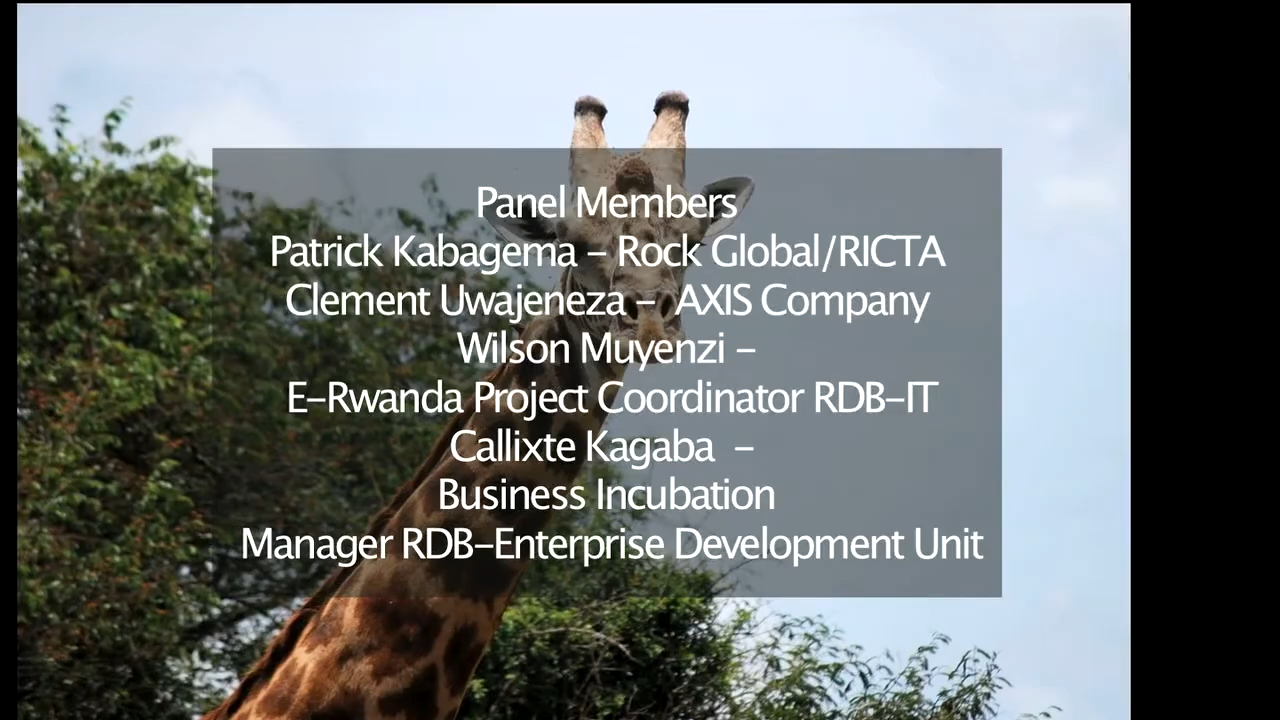 Panel Members
Patrick Kabagema – Rock Global/RICTA
Clement Uwajeneza – AXIS Company
Wilson Muyenzi –
E–Rwanda Project Coordinator RDB–IT
Callixte Kagaba –
Business Incubation
Manager RDB–Enterprise Development Unit